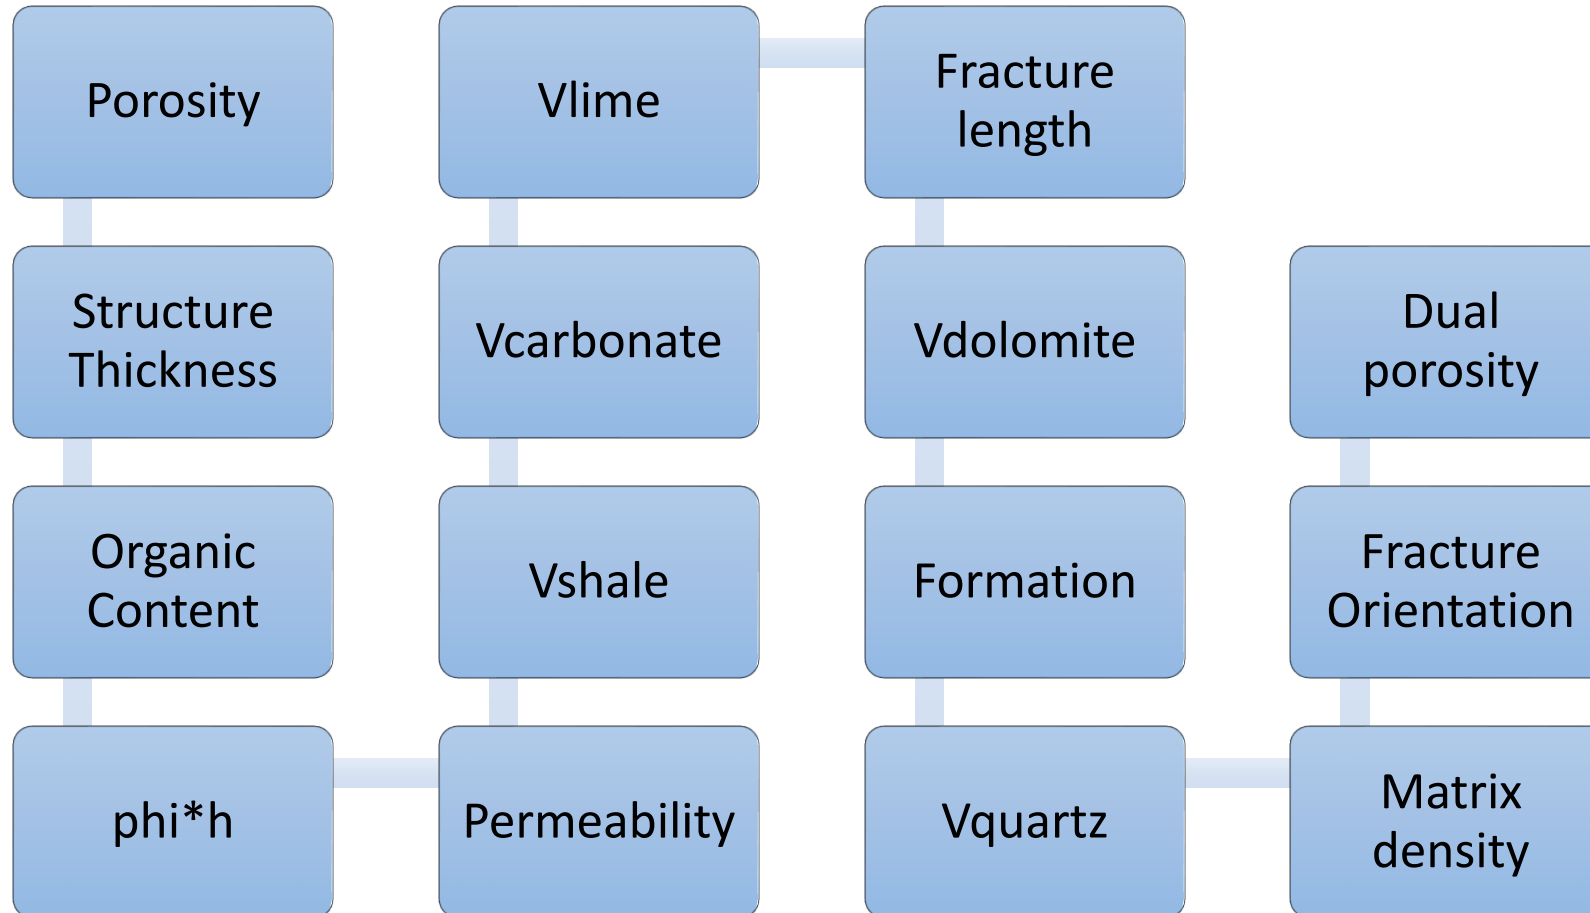 Porosity
Structure
Thickness
Organic
Content
phi*h
Permeability
Vshale
Vcarbonate
Vlime
Fracture
length
Vdolomite
Formation
Vquartz
Matrix
density
Fracture
Orientation
Dual
porosity